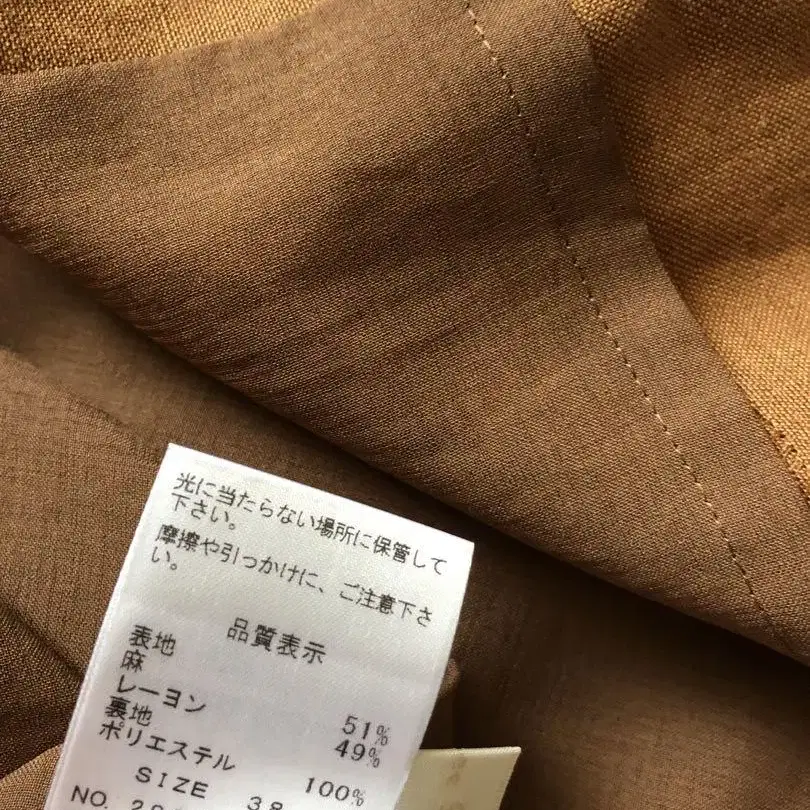 光に当たらない場所に保管して
下さい。
摩擦や引っかけに、ご注意下さ
い。
品質表示
表地
麻 51%
レーヨン 49%
裏地
ポリエステル 100%
SIZE 38
NO.